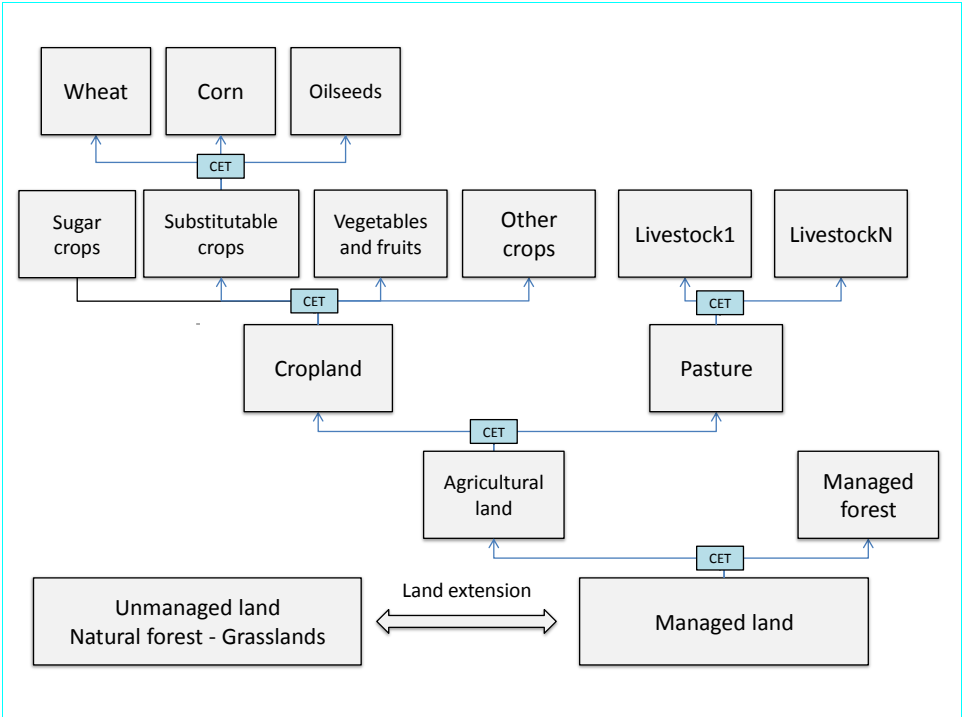 Wheat
Corn
Oilseeds
CET
Sugar
crops
Substitutable
crops
Vegetables
and fruits
Other
crops
Livestock1
LivestockN
CET
CET
Cropland
Pasture
CET
Agricultural
land
Managed
forest
CET
Unmanaged land
Natural forest - Grasslands
Land extension
Managed land